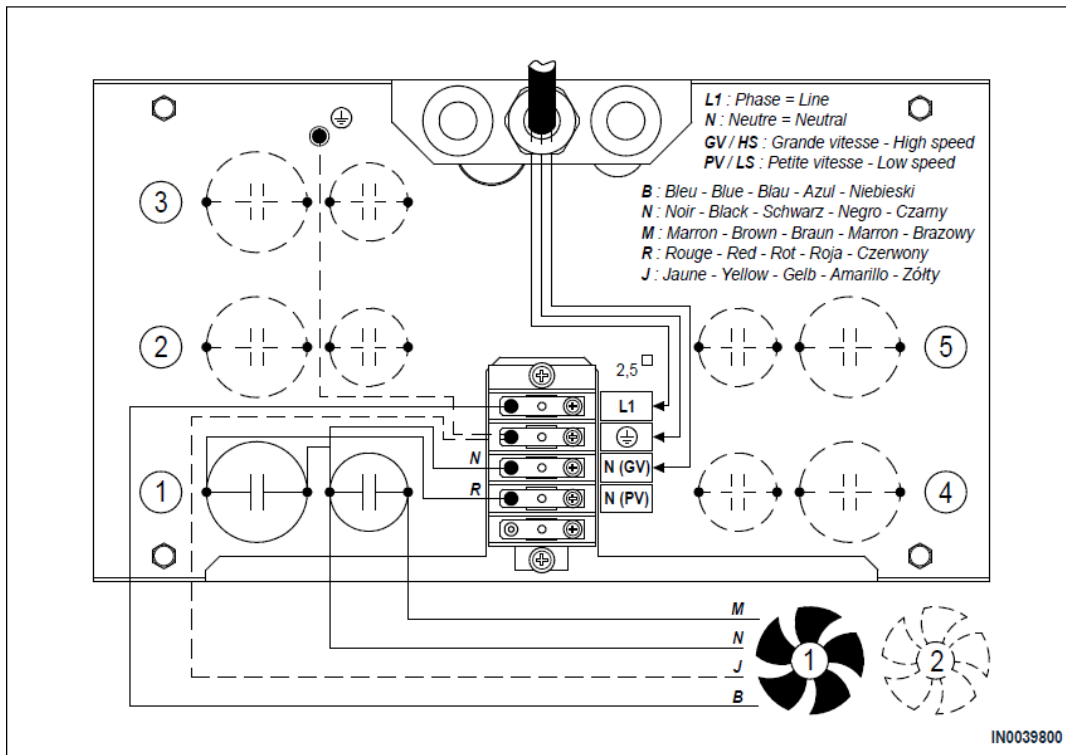 L1 : Phase = Line
N : Neutre = Neutral
GV / HS : Grande vitesse - High speed
PV / LS : Petite vitesse - Low speed
B : Bleu - Blue - Blau - Azul - Niebieski
N : Noir - Black - Schwarz - Negro - Czarny
M : Marron - Brown - Braun - Marron - Brazowy
R : Rouge - Red - Rot - Roja - Czerwony
J : Jaune - Yellow - Gelb - Amarillo - Zółty
3
2
5
2,5
L1
N
N (GV)
1
R
N (PV)
4
M
N
J
B
1
2
IN0039800